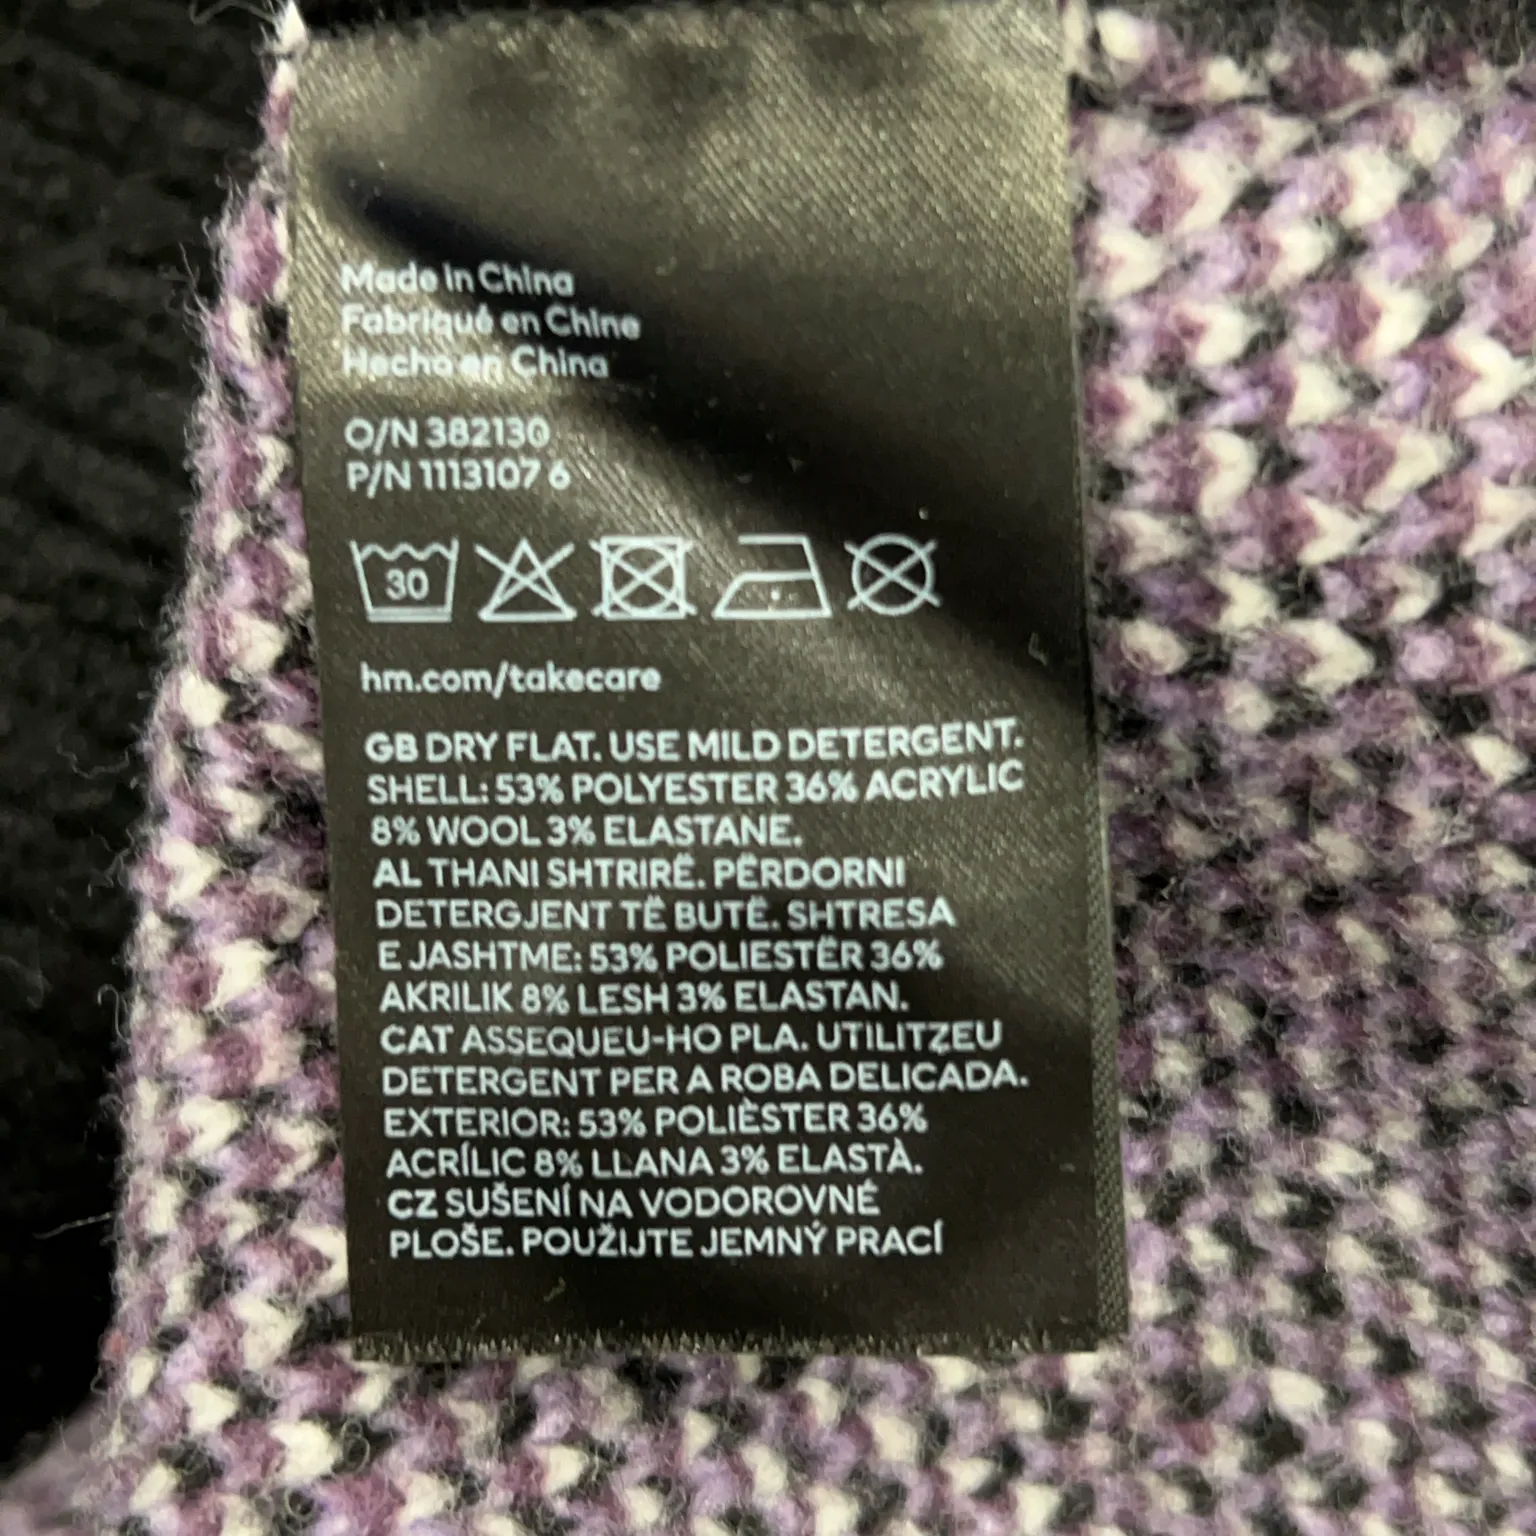 Made in China
Fabriqué en Chine
Hecho en China
O/N 382130
P/N 1113107 6
30
hm.com/takecare
GB DRY FLAT. USE MILD DETERGENT.
SHELL: 53% POLYESTER 36% ACRYLIC
8% WOOL 3% ELASTANE.
AL THANI SHTRIRË. PËRDORNI
DETERGJENT TË BUTË. SHTRESA
E JASHTME: 53% POLIESTËR 36%
AKRILIK 8% LESH 3% ELASTAN.
CAT ASSEQUEU-HO PLA. UTILITZEU
DETERGENT PER A ROBA DELICADA.
EXTERIOR: 53% POLIÈSTER 36%
ACRÍLIC 8% LLANA 3% ELASTÀ.
CZ SUŠENÍ NA VODOROVNÉ
PLOŠE. POUŽIJTE JEMNÝ PRACÍ